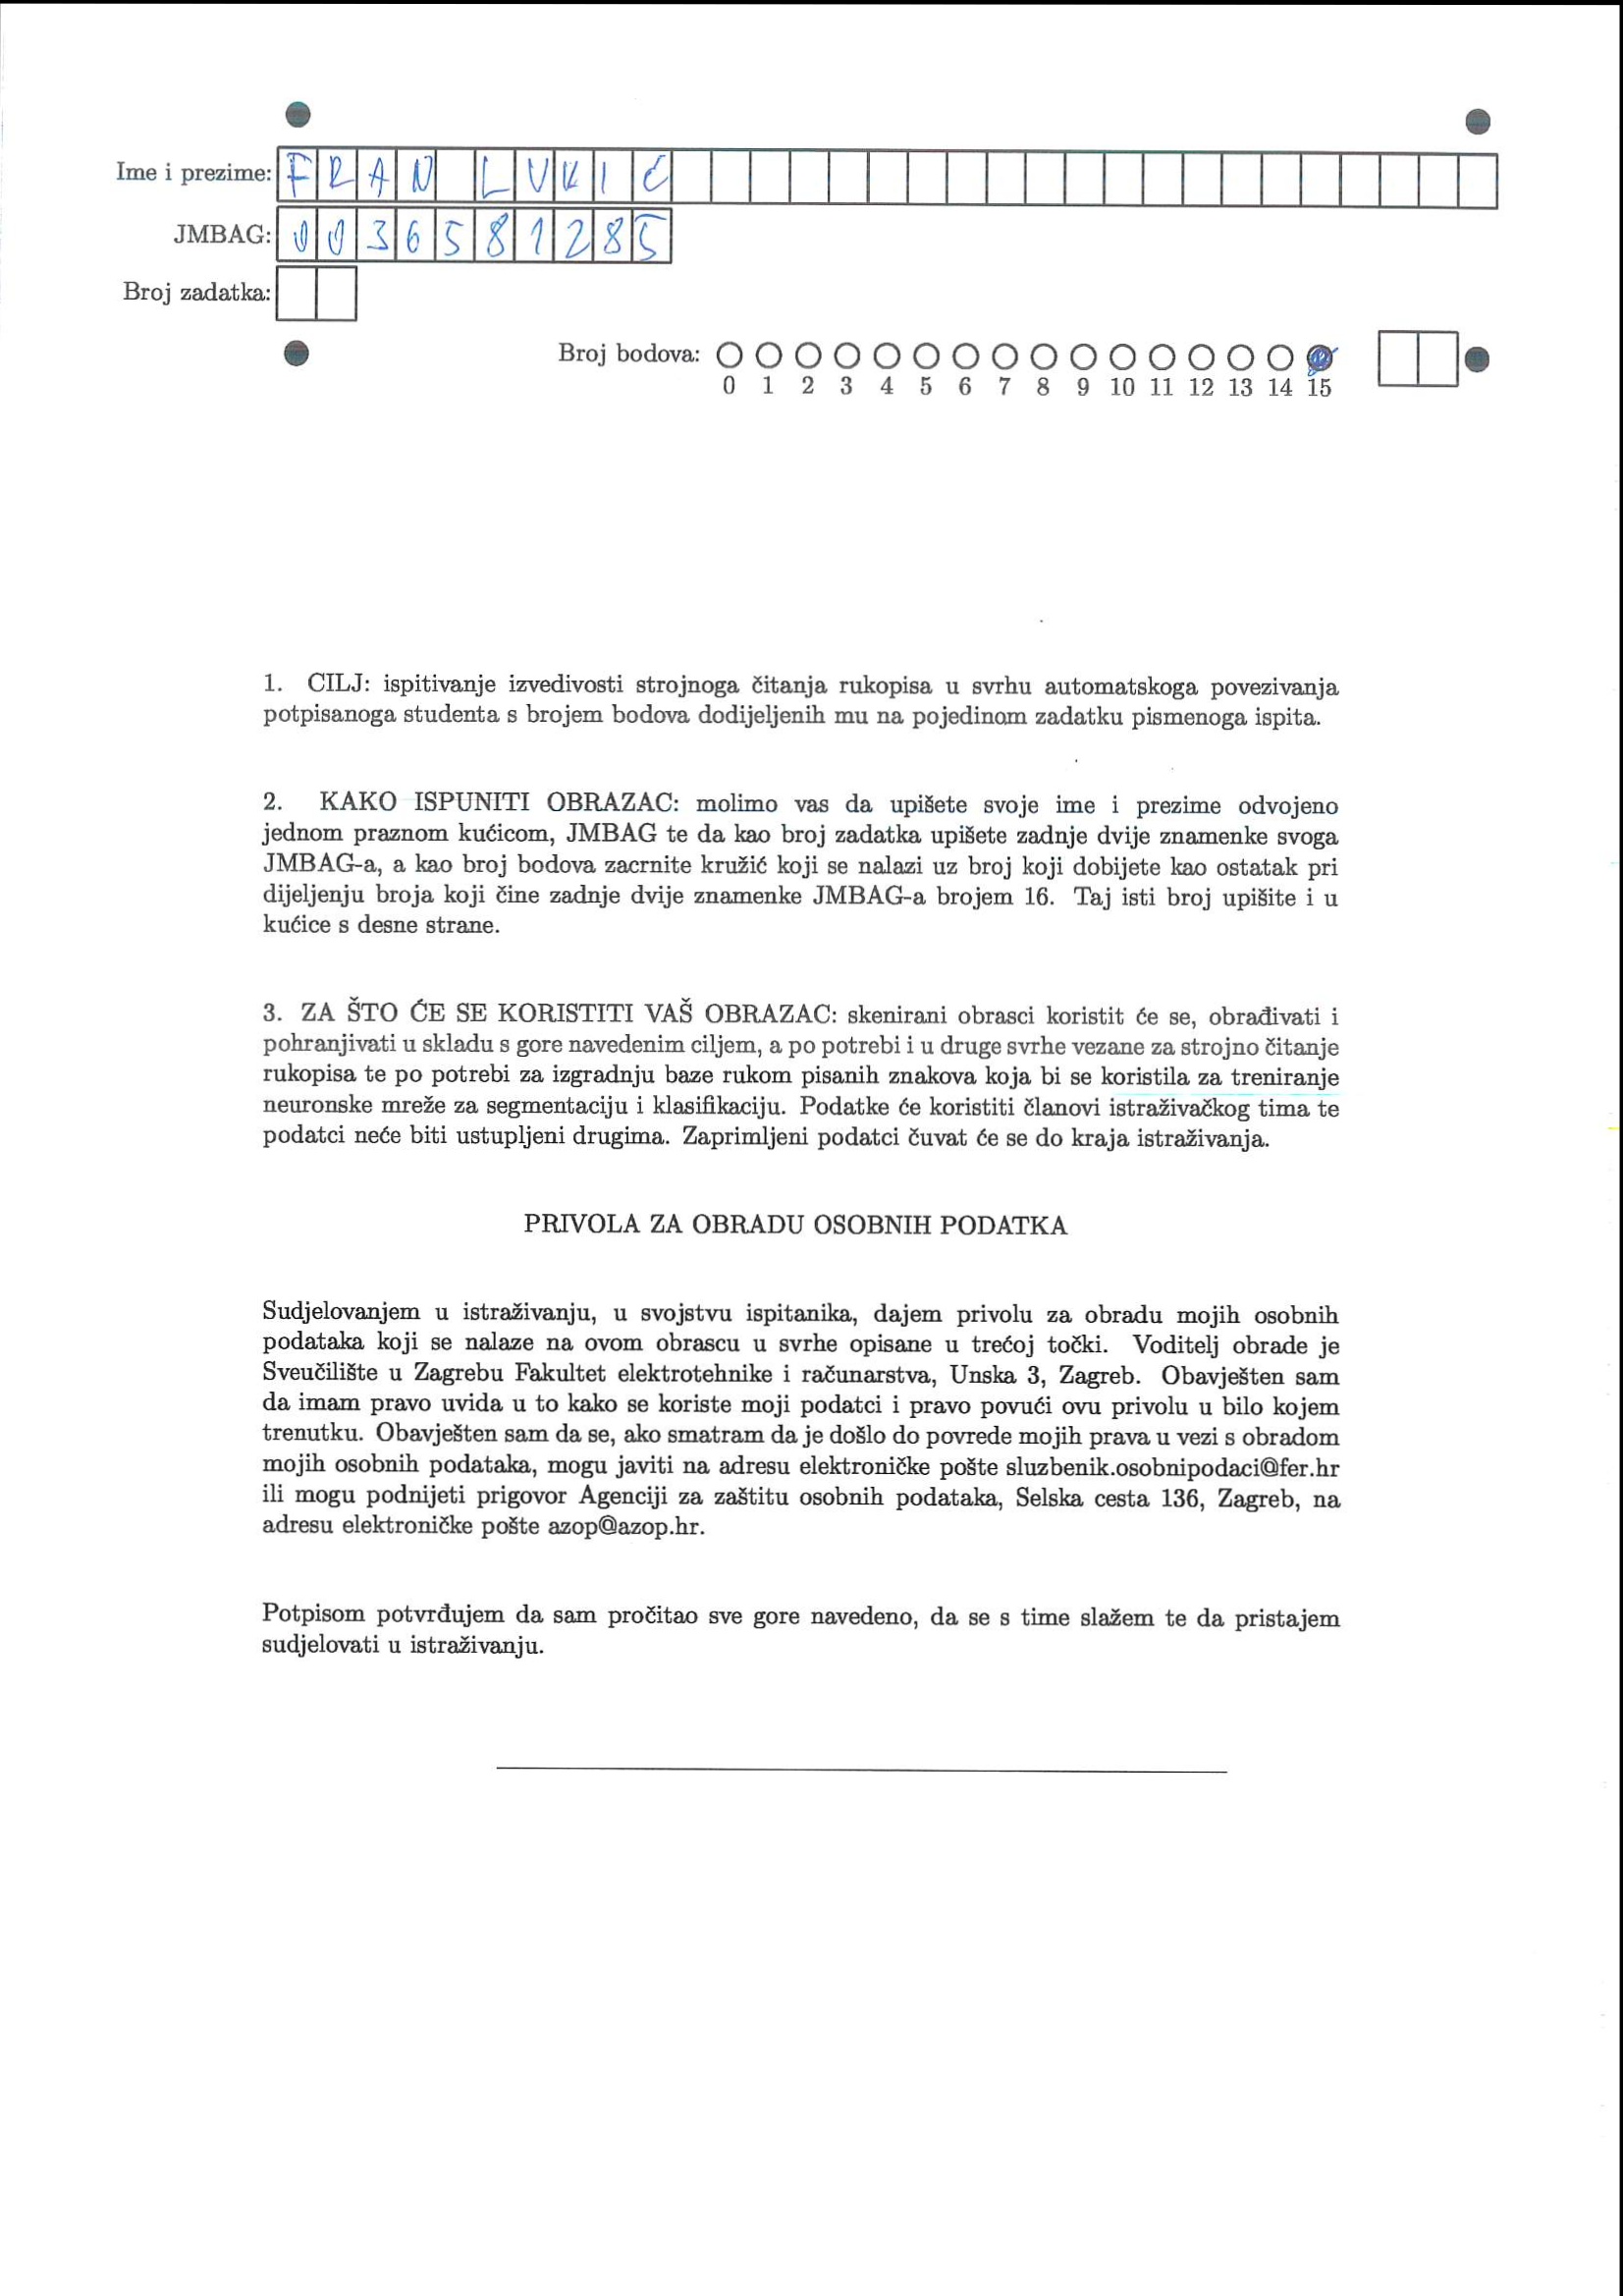 Ime i prezime: FRAN LUKIĆ
JMBAG: 0036581285
Broj zadatka:
Broj bodova:
0 1 2 3 4 5 6 7 8 9 10 11 12 13 14 15
1. CILJ: ispitivanje izvedivosti strojnoga čitanja rukopisa u svrhu automatskoga povezivanja
potpisanoga studenta s brojem bodova dodijeljenih mu na pojedinom zadatku pismenoga ispita.
2. KAKO ISPUNITI OBRAZAC: molimo vas da upišete svoje ime i prezime odvojeno
jednom praznom kućicom, JMBAG te da kao broj zadatka upišete zadnje dvije znamenke svoga
JMBAG-a, a kao broj bodova zacrnite kružić koji se nalazi uz broj koji dobijete kao ostatak pri
dijeljenju broja koji čine zadnje dvije znamenke JMBAG-a brojem 16. Taj isti broj upišite i u
kućice s desne strane.
3. ZA ŠTO ĆE SE KORISTITI VAŠ OBRAZAC: skenirani obrasci koristit će se, obrađivati i
pohranjivati u skladu s gore navedenim ciljem, a po potrebi i u druge svrhe vezane za strojno čitanje
rukopisa te po potrebi za izgradnju baze rukom pisanih znakova koja bi se koristila za treniranje
neuronske mreže za segmentaciju i klasifikaciju. Podatke će koristiti članovi istraživačkog tima te
podatci neće biti ustupljeni drugima. Zaprimljeni podatci čuvat će se do kraja istraživanja.
PRIVOLA ZA OBRADU OSOBNIH PODATKA
Sudjelovanjem u istraživanju, u svojstvu ispitanika, dajem privolu za obradu mojih osobnih
podataka koji se nalaze na ovom obrascu u svrhe opisane u trećoj točki. Voditelj obrade je
Sveučilište u Zagrebu Fakultet elektrotehnike i računarstva, Unska 3, Zagreb. Obavješten sam
da imam pravo uvida u to kako se koriste moji podatci i pravo povući ovu privolu u bilo kojem
trenutku. Obavješten sam da se, ako smatram da je došlo do povrede mojih prava u vezi s obradom
mojih osobnih podataka, mogu javiti na adresu elektroničke pošte sluzbenik.osobnipodaci@fer.hr
ili mogu podnijeti prigovor Agenciji za zaštitu osobnih podataka, Selska cesta 136, Zagreb, na
adresu elektroničke pošte azop@azop.hr.
Potpisom potvrđujem da sam pročitao sve gore navedeno, da se s time slažem te da pristajem
sudjelovati u istraživanju.